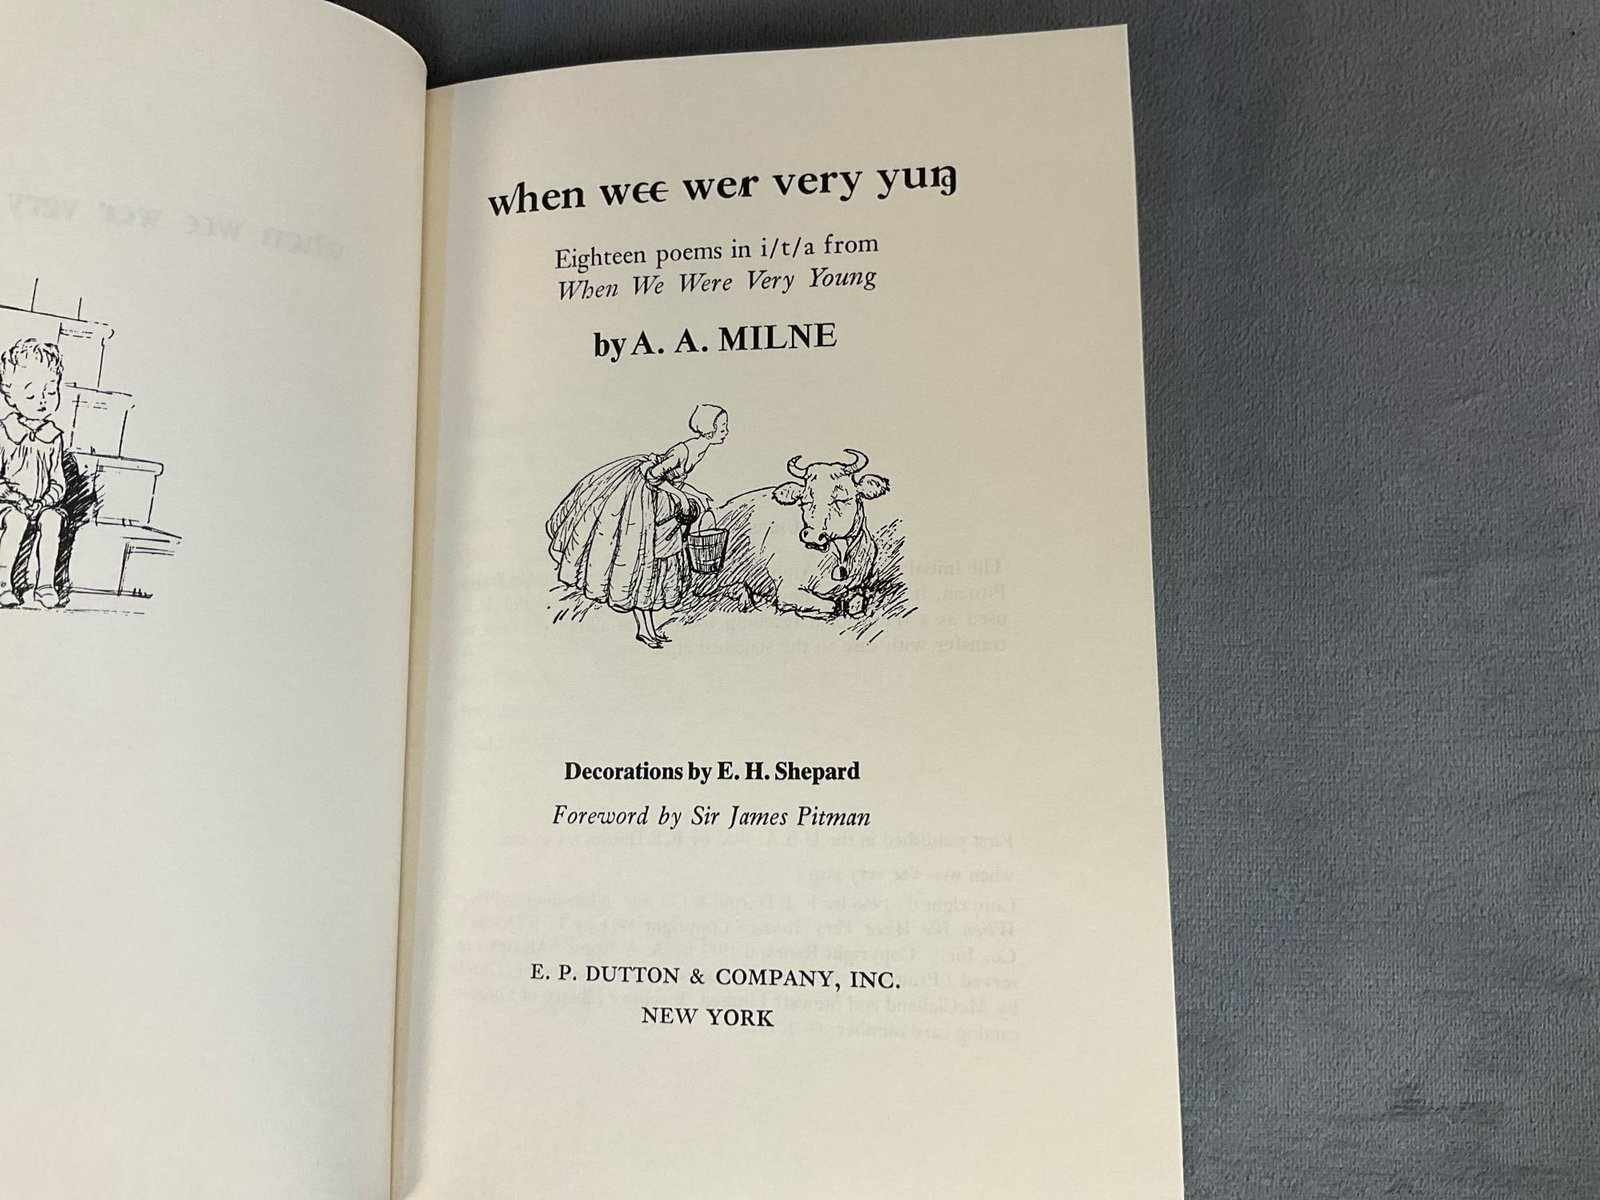 when wɛɛ wer very yuŋ
Eighteen poems in i/t/a from
When We Were Very Young
by A. A. MILNE
Decorations by E. H. Shepard
Foreword by Sir James Pitman
E. P. DUTTON & COMPANY, INC.
NEW YORK